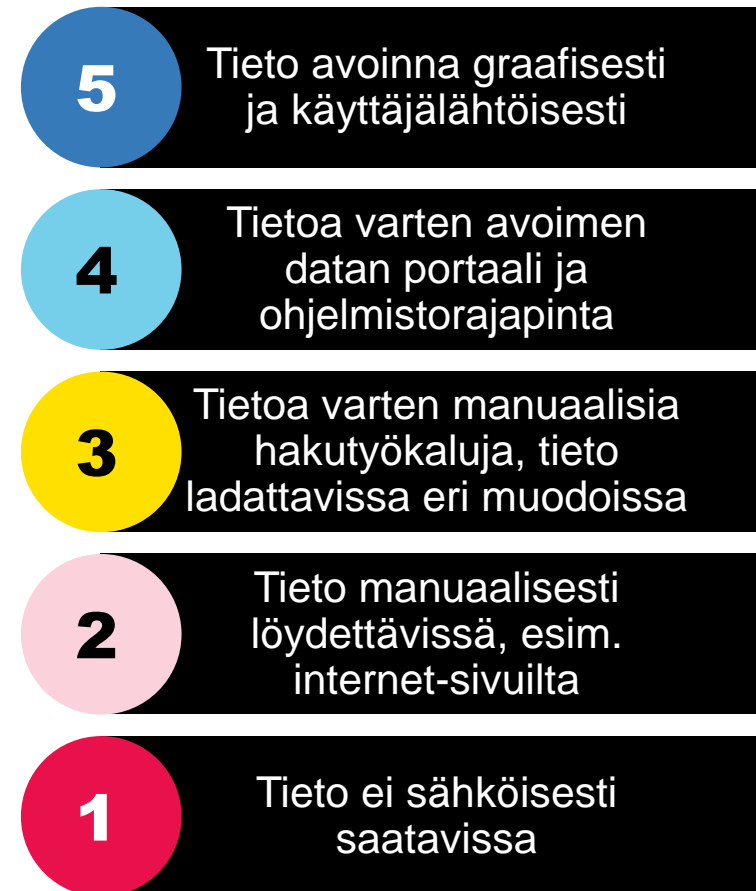 5
Tieto avoinna graafisesti
ja käyttäjälähtöisesti
4
Tietoa varten avoimen
datan portaali ja
ohjelmistorajapinta
3
Tietoa varten manuaalisia
hakutyökaluja, tieto
ladattavissa eri muodoissa
2
Tieto manuaalisesti
löydettävissä, esim.
internet-sivuilta
1
Tieto ei sähköisesti
saatavissa